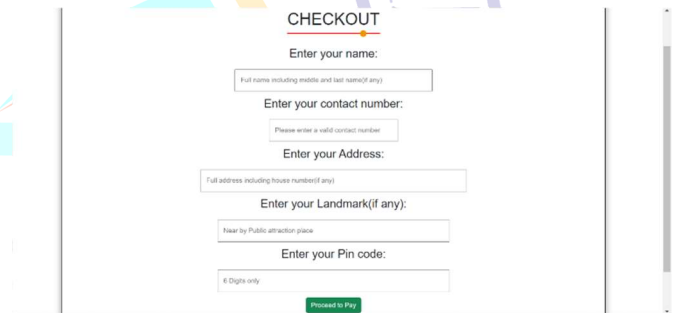 CHECKOUT
Enter your name:
Full name including middle and last name(if any)
Enter your contact number:
Please enter a valid contact number
Enter your Address:
Full address including house number(if any)
Enter your Landmark(if any):
Near by Public attraction place
Enter your Pin code:
6 Digits only
Proceed to Pay